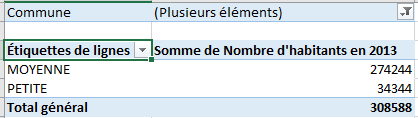 Commune (Plusieurs éléments)
Étiquettes de lignes Somme de Nombre d'habitants en 2013
MOYENNE 274244
PETITE 34344
Total général 308588